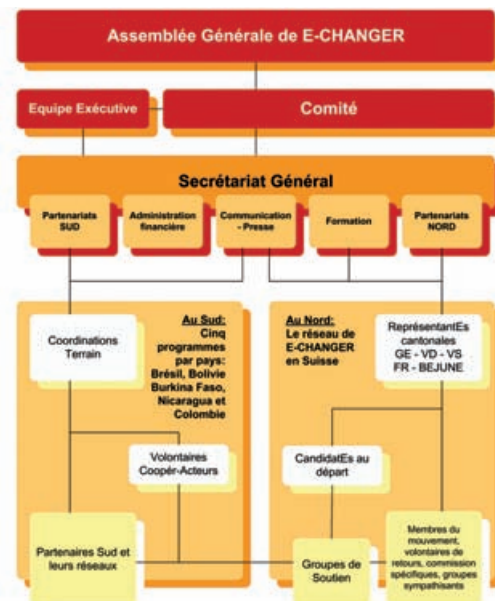 Assemblée Générale de E-CHANGER
Equipe Exécutive
Comité
Secrétariat Général
Partenariats
SUD
Administration
financière
Communication
- Presse
Formation
Partenariats
NORD
Coordinations
Terrain
Au Sud:
Cinq
programmes
par pays:
Brésil, Bolivie
Burkina Faso,
Nicaragua et
Colombie
Au Nord:
Le réseau de
E-CHANGER
en Suisse
ReprésentantEs
cantonales
GE - VD - VS
FR - BEJUNE
Volontaires
Coopér-Acteurs
CandidatEs au
départ
Partenaires Sud et
leurs réseaux
Groupes de
Soutien
Membres du
mouvement,
volontaires de
retours, commission
spécifiques, groupes
sympathisants